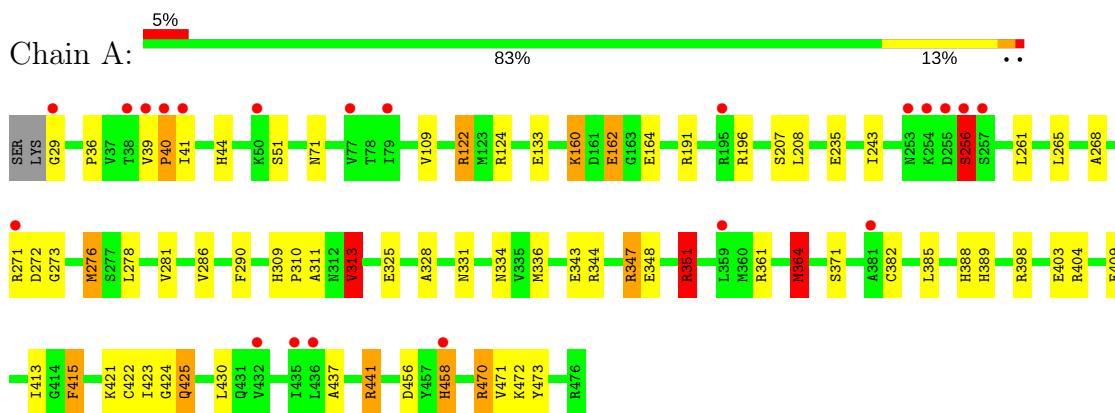 5%
Chain A:
83% 13% • •
SER LYS G29 P36 V37 T38 V39 P40 I41 H44 K50 S51 N71 V77 T78 I79 V109 R122 M123 R124 E133 K160 D161 E162 G163 E164 R191 R195 R196 S207 L208 E235 I243 N253 K254 D255 S256 S257 L261 L265 A268
R271 D272 G273 M276 S277 L278 V281 V286 F290 H309 P310 A311 N312 V313 E325 A328 N331 N334 V335 M336 E343 R344 R347 E348 R351 L359 M360 R361 M364 S371 A381 C382 L385 H388 H389 R398 E403 R404
I413 G414 F415 K421 C422 I423 G424 Q425 L430 Q431 V432 I435 L436 A437 R441 D456 Y457 H458 R470 V471 K472 Y473 R476